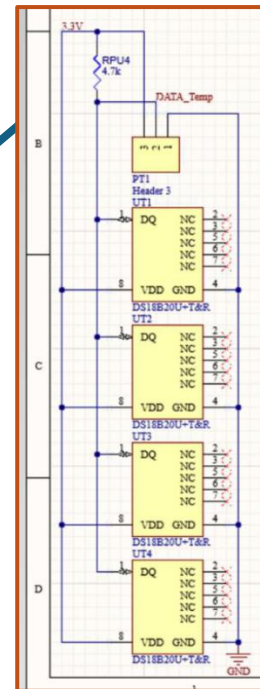 3.3V
RPU4
4.7k
DATA_Temp
B
3 2 1
PT1
Header 3
UT1
1 DQ NC 2
NC 3
NC 5
NC 6
NC 7
8 VDD GND 4
DS18B20U+T&R
UT2
1 DQ NC 2
NC 3
NC 5
NC 6
NC 7
C
8 VDD GND 4
DS18B20U+T&R
UT3
1 DQ NC 2
NC 3
NC 5
NC 6
NC 7
8 VDD GND 4
DS18B20U+T&R
UT4
1 DQ NC 2
NC 3
NC 5
NC 6
NC 7
D
8 VDD GND 4
DS18B20U+T&R
GND
1